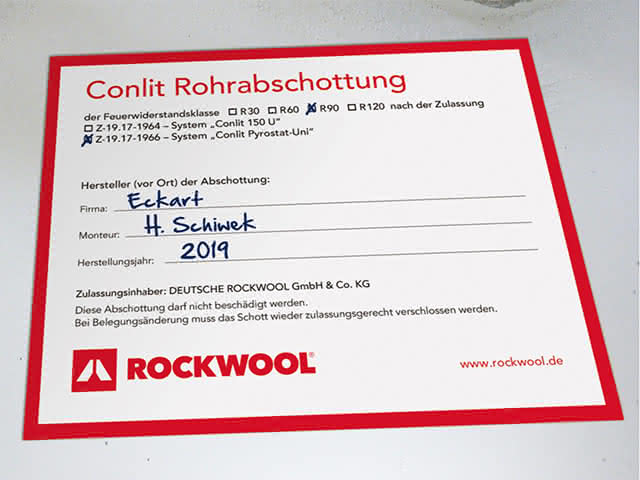 Conlit Rohrabschottung
der Feuerwiderstandsklasse ☐ R30 ☐ R60 ☒ R90 ☐ R120 nach der Zulassung
☐ Z-19.17-1964 – System „Conlit 150 U“
☒ Z-19.17-1966 – System „Conlit Pyrostat-Uni“
Hersteller (vor Ort) der Abschottung:
Firma: Eckart
Monteur: H. Schiwek
Herstellungsjahr: 2019
Zulassungsinhaber: DEUTSCHE ROCKWOOL GmbH & Co. KG
Diese Abschottung darf nicht beschädigt werden.
Bei Belegungsänderung muss das Schott wieder zulassungsgerecht verschlossen werden.
ROCKWOOL®
www.rockwool.de